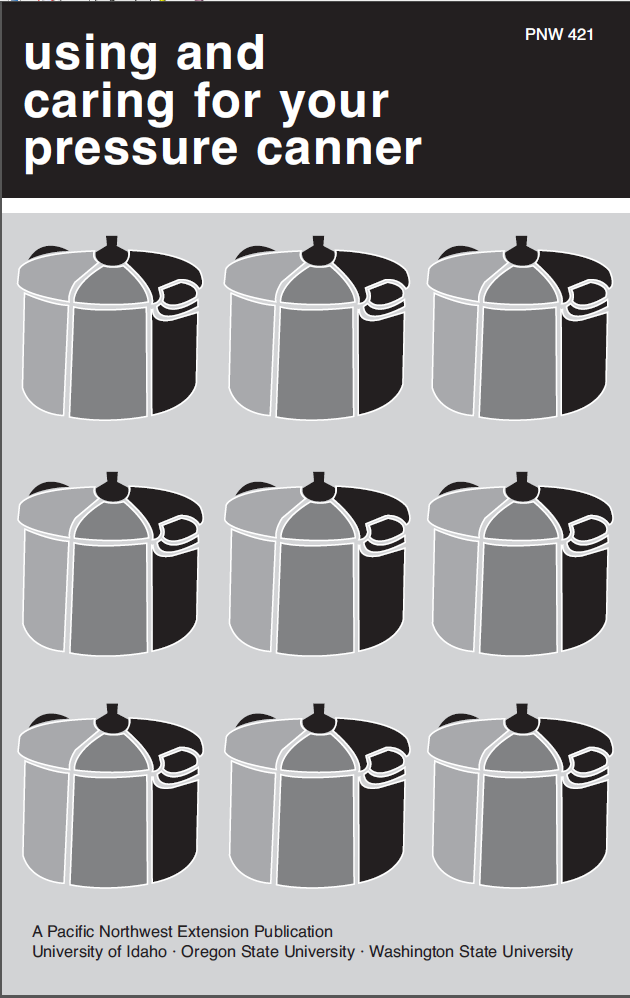 PNW 421
using and
caring for your
pressure canner
A Pacific Northwest Extension Publication
University of Idaho · Oregon State University · Washington State University